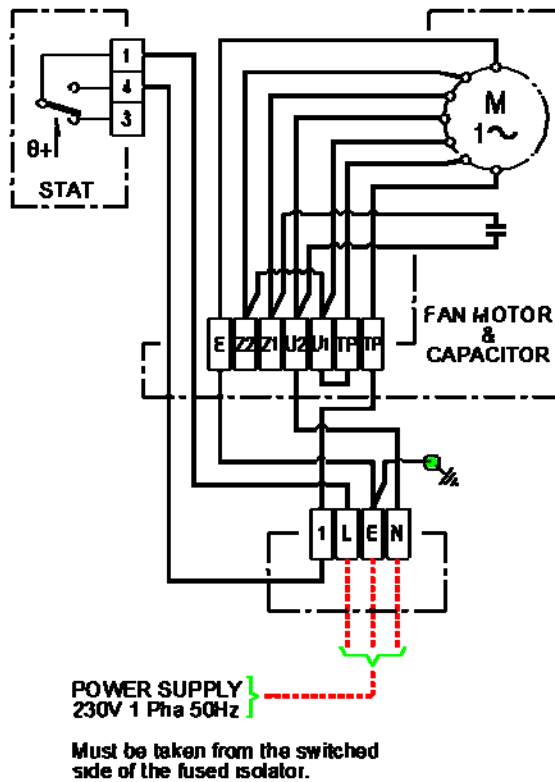 1
4
3
θ+
STAT
M
1~
E Z2 Z1 U2 U1 TP TP
FAN MOTOR
&
CAPACITOR
1 L E N
POWER SUPPLY
230V 1 Pha 50Hz
Must be taken from the switched
side of the fused isolator.